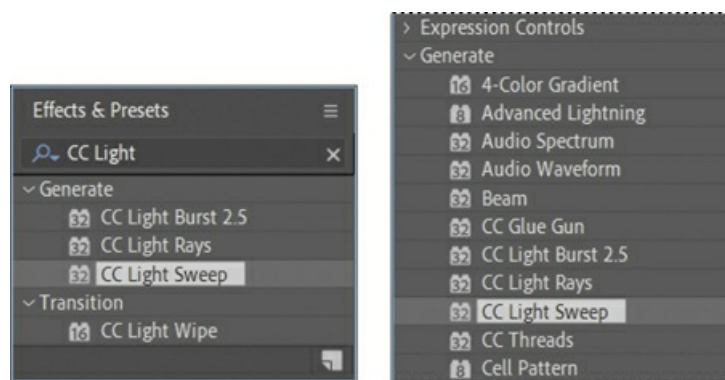 Effects & Presets
CC Light
Generate
32 CC Light Burst 2.5
32 CC Light Rays
32 CC Light Sweep
Transition
16 CC Light Wipe
Expression Controls
Generate
16 4-Color Gradient
8 Advanced Lightning
32 Audio Spectrum
32 Audio Waveform
32 Beam
32 CC Glue Gun
32 CC Light Burst 2.5
32 CC Light Rays
32 CC Light Sweep
32 CC Threads
8 Cell Pattern